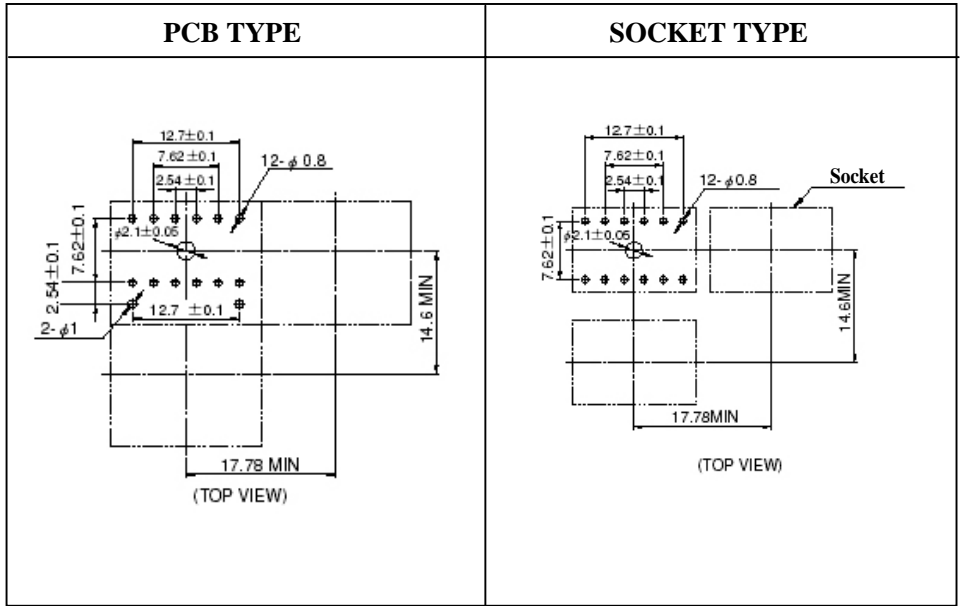 PCB TYPE
12.7±0.1
7.62±0.1
2.54±0.1
12-ϕ 0.8
7.62±0.1
ϕ2.1±0.05
2.54±0.1
12.7 ±0.1
2-ϕ1
14.6 MIN
17.78 MIN
(TOP VIEW)
SOCKET TYPE
12.7±0.1
7.62±0.1
2.54±0.1
12-ϕ0.8
Socket
7.62±0.1
ϕ2.1±0.05
14.6MIN
17.78MIN
(TOP VIEW)